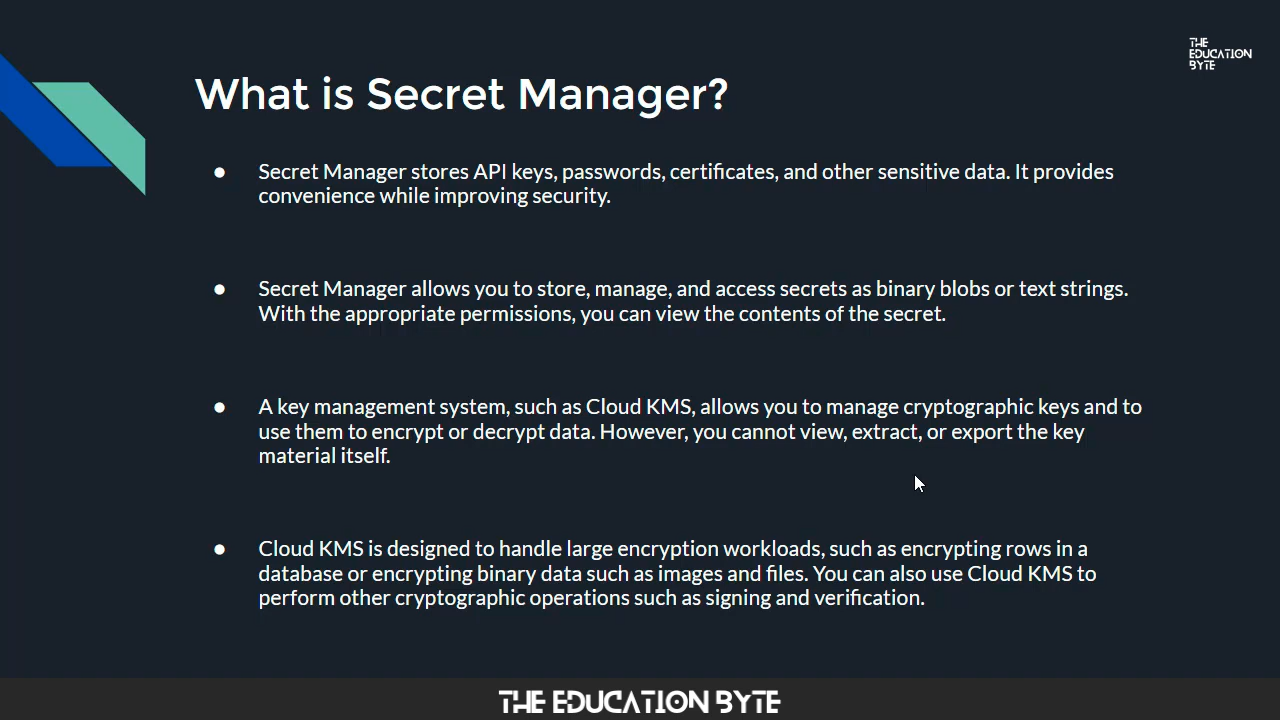 THE
EDUCATION
BYTE
What is Secret Manager?
● Secret Manager stores API keys, passwords, certificates, and other sensitive data. It provides
convenience while improving security.
● Secret Manager allows you to store, manage, and access secrets as binary blobs or text strings.
With the appropriate permissions, you can view the contents of the secret.
● A key management system, such as Cloud KMS, allows you to manage cryptographic keys and to
use them to encrypt or decrypt data. However, you cannot view, extract, or export the key
material itself.
● Cloud KMS is designed to handle large encryption workloads, such as encrypting rows in a
database or encrypting binary data such as images and files. You can also use Cloud KMS to
perform other cryptographic operations such as signing and verification.
THE EDUCATION BYTE